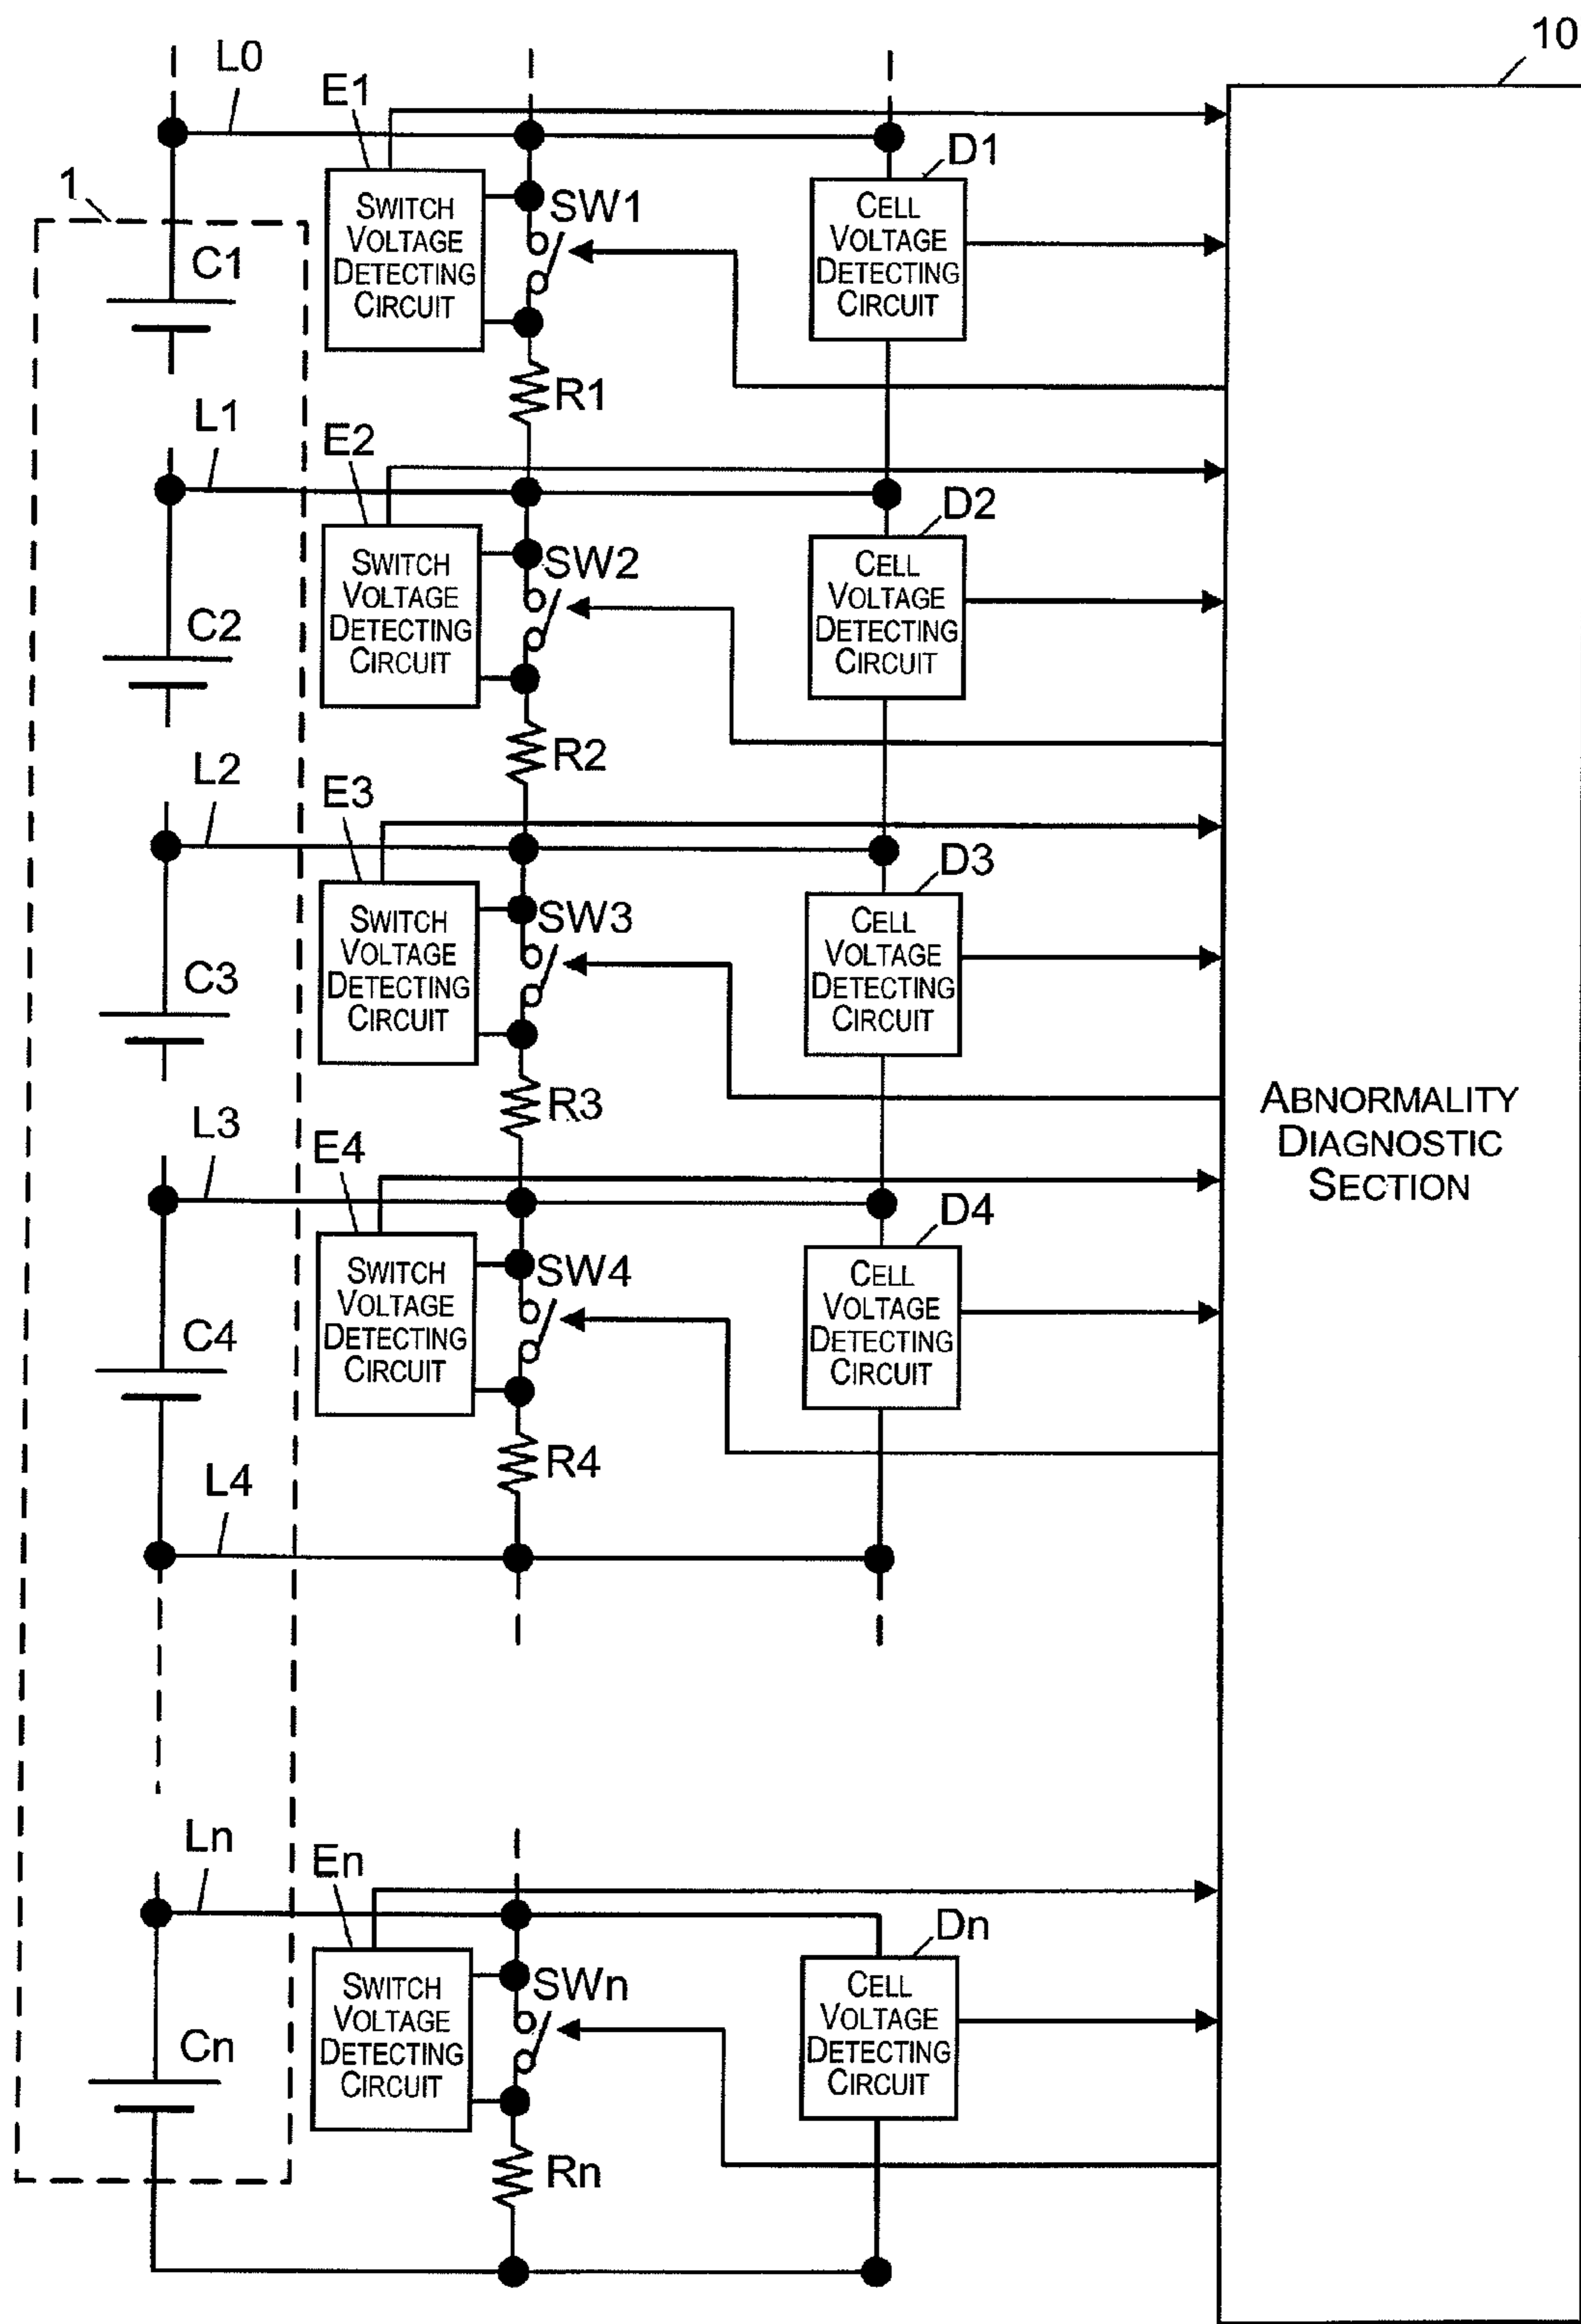 10
L0
E1
D1
1
SWITCH
VOLTAGE
DETECTING
CIRCUIT
SW1
CELL
VOLTAGE
DETECTING
CIRCUIT
C1
R1
L1
E2
D2
SWITCH
VOLTAGE
DETECTING
CIRCUIT
SW2
CELL
VOLTAGE
DETECTING
CIRCUIT
C2
R2
L2
E3
D3
SWITCH
VOLTAGE
DETECTING
CIRCUIT
SW3
CELL
VOLTAGE
DETECTING
CIRCUIT
C3
R3
ABNORMALITY
DIAGNOSTIC
SECTION
L3
E4
D4
SWITCH
VOLTAGE
DETECTING
CIRCUIT
SW4
CELL
VOLTAGE
DETECTING
CIRCUIT
C4
R4
L4
Ln
En
Dn
SWITCH
VOLTAGE
DETECTING
CIRCUIT
SWn
CELL
VOLTAGE
DETECTING
CIRCUIT
Cn
Rn